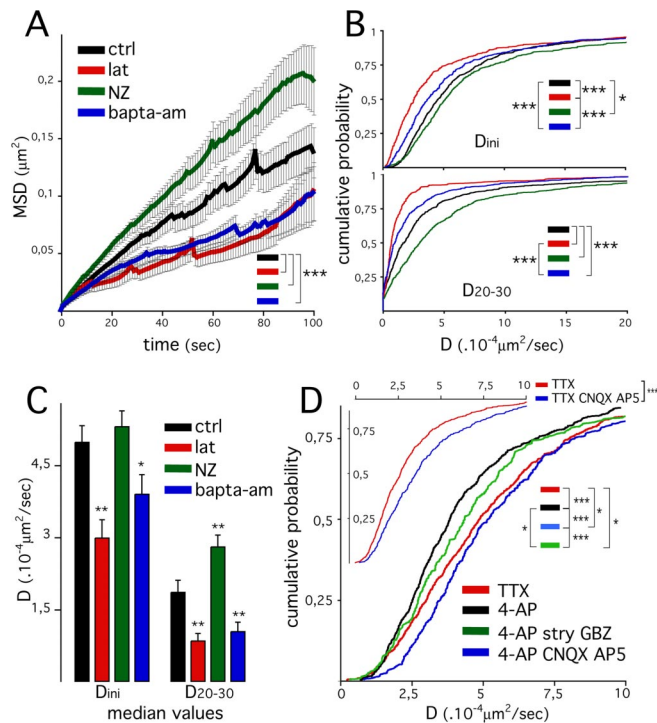 A
ctrl
lat
NZ
bapta-am
MSD (μm²)
0,2
0,15
0,1
0,05
0 20 40 60 80 100
time (sec)
***
B
cumulative probability
1
0,75
0,5
0,25
Dini
***
***
***
*
1
0,75
0,5
0,25
D20-30
***
***
***
0 5 10 15 20
D (.10-4μm²/sec)
C
ctrl
lat
NZ
bapta-am
D (.10-4μm²/sec)
4,5
3
1,5
**
*
**
**
**
Dini D20-30
median values
D
0 2,5 5 7,5 10
TTX
TTX CNQX AP5
***
0,75
0,5
0,25
cumulative probability
0,75
0,5
0,25
***
*
*
***
*
***
TTX
4-AP
4-AP stry GBZ
4-AP CNQX AP5
2,5 5 7,5 10
D (.10-4μm²/sec)